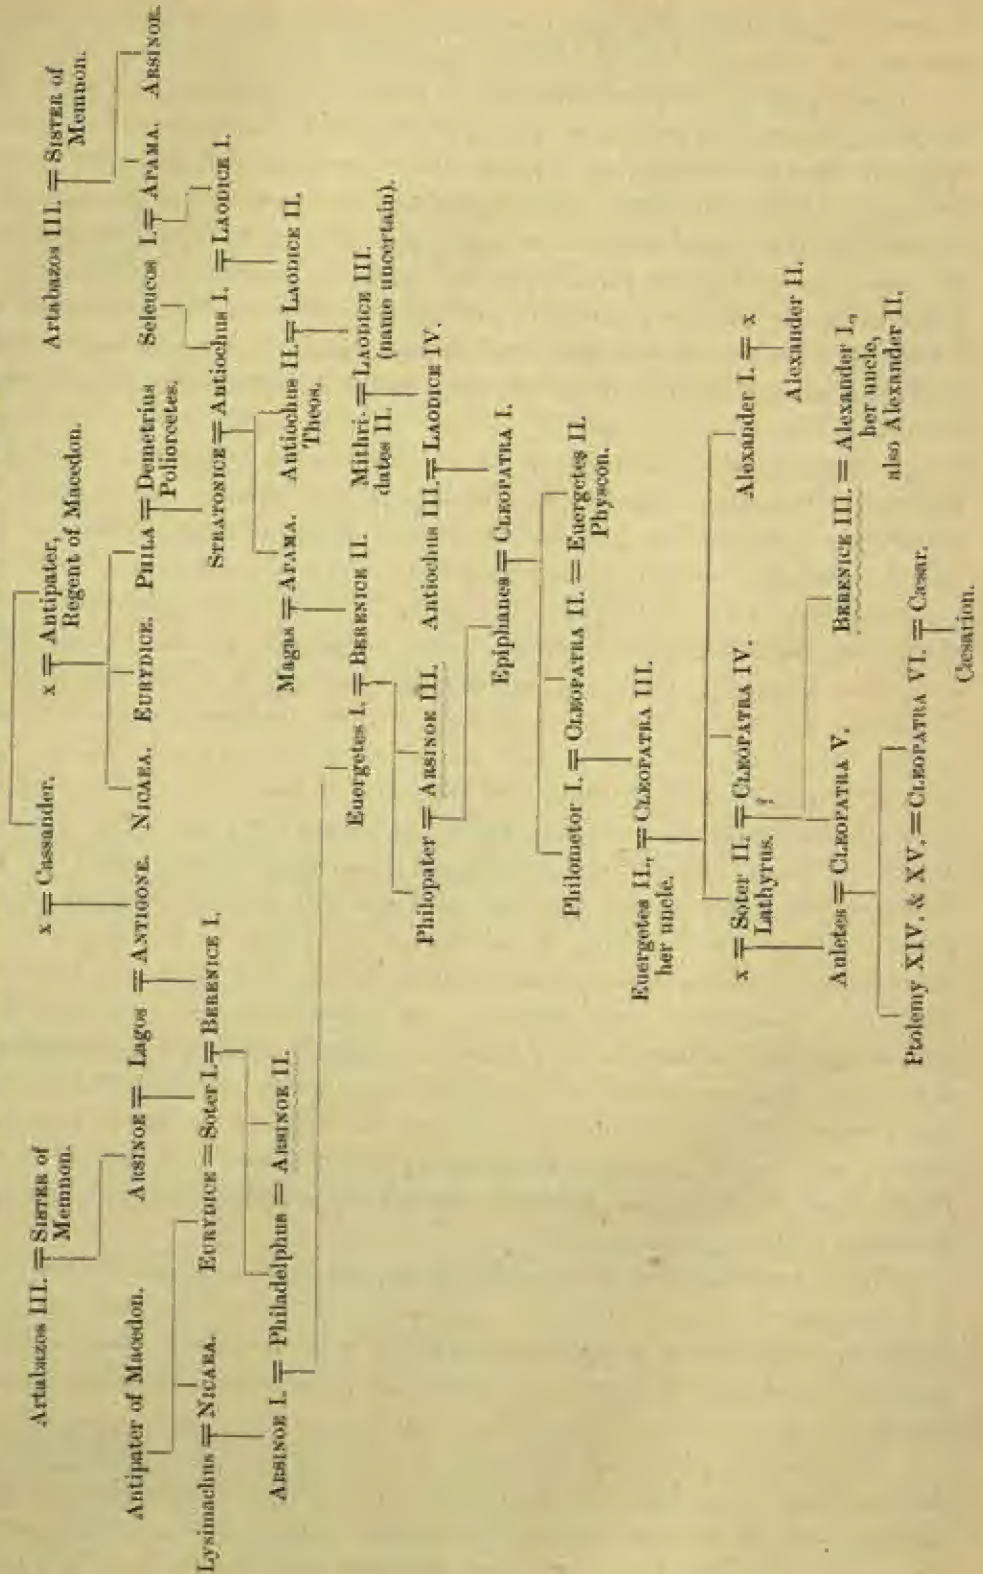 Artabazos III. = SISTER of x = Cassander. x = Antipater, Artabazos III. = SISTER of
Memnon. Regent of Macedon. Memnon.
Antipater of Macedon. ARSINOE = Lagos = ANTIGONE. NICAEA. EURYDICE. PHILA = Demetrius Seleucos I. = APAMA. ARSINOE.
Poliorcetes.
Lysimachus = NICAEA. EURYDICE = Soter I. = BERENICE I. STRATONICE = Antiochus I. = LAODICE I.
ARSINOE I. = Philadelphus = ARSINOE II. Magas = APAMA. Antiochus II. = LAODICE II.
Theos.
Euergetes I. = BERENICE II. Mithri- = LAODICE III.
dates II. (name uncertain).
Philopater = ARSINOE III. Antiochus III. = LAODICE IV.
Epiphanes = CLEOPATRA I.
Philometor I. = CLEOPATRA II. = Euergetes II.
Physcon.
Euergetes II., = CLEOPATRA III.
her uncle.
x = Soter II. = CLEOPATRA IV. Alexander I. = x
Lathyrus. ?
Alexander II.
Auletes = CLEOPATRA V. BERENICE III. = Alexander I.,
her uncle,
also Alexander II.
Ptolemy XIV. & XV. = CLEOPATRA VI. = Cæsar.
Cæsarion.